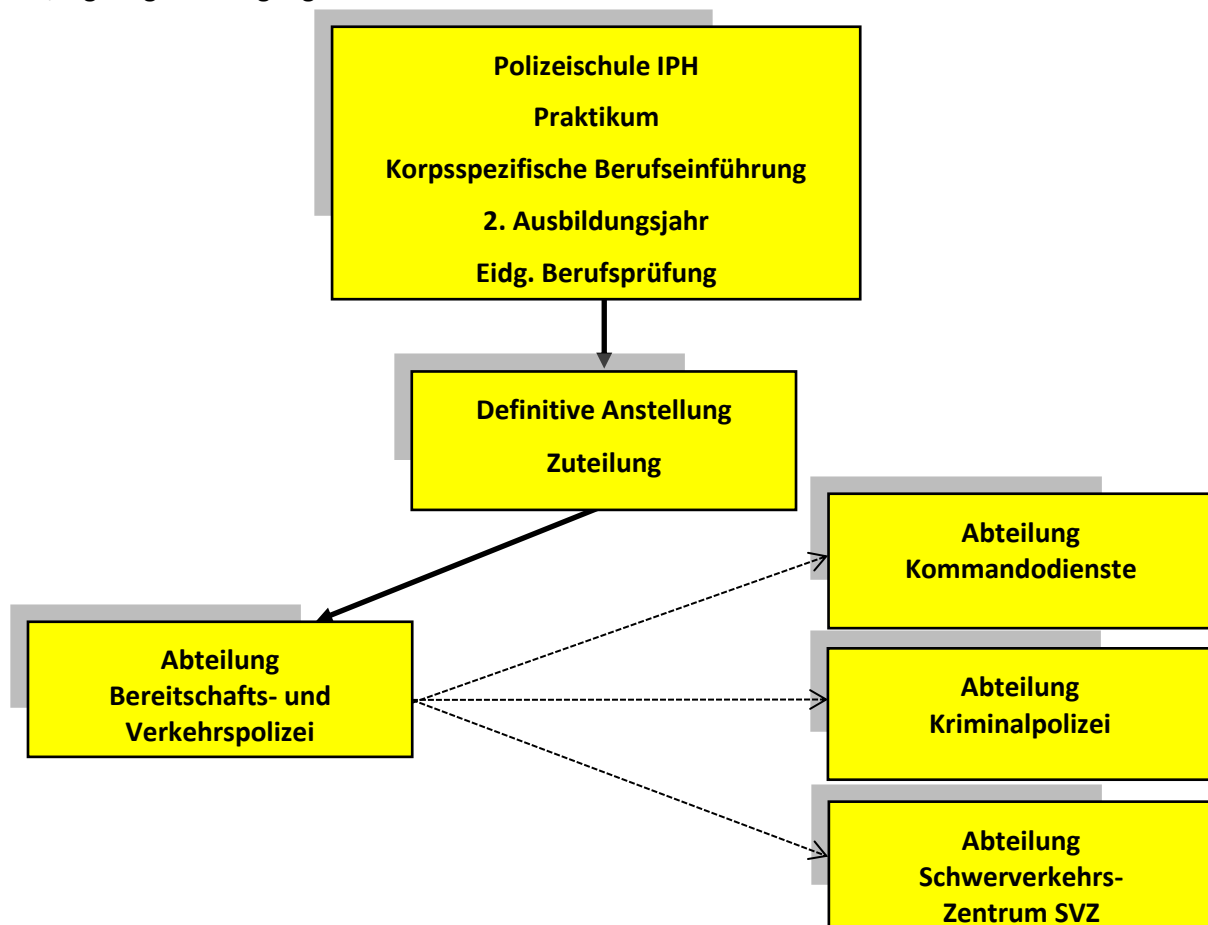 Polizeischule IPH
Praktikum
Korpsspezifische Berufseinführung
2. Ausbildungsjahr
Eidg. Berufsprüfung
Definitive Anstellung
Zuteilung
Abteilung
Bereitschafts- und
Verkehrspolizei
Abteilung
Kommandodienste
Abteilung
Kriminalpolizei
Abteilung
Schwerverkehrs-
Zentrum SVZ